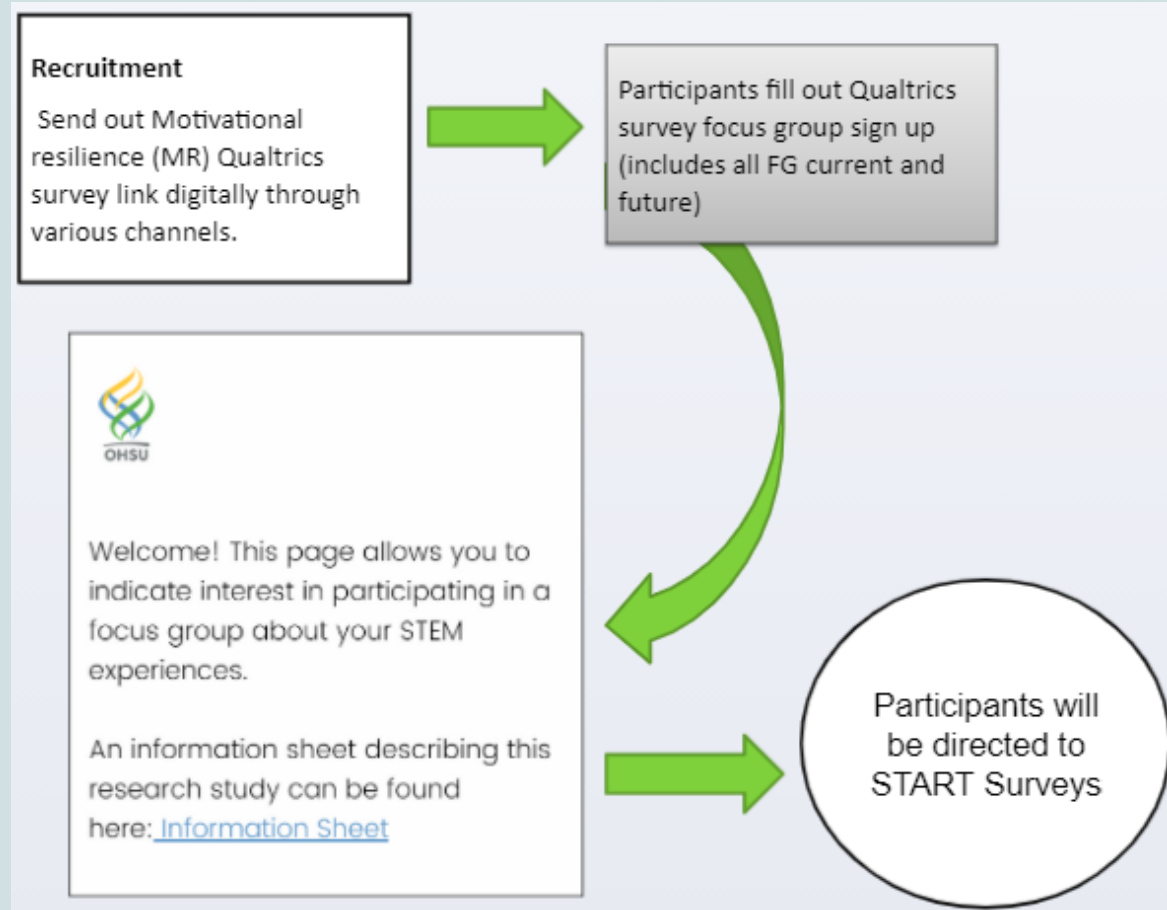 Recruitment
Send out Motivational
resilience (MR) Qualtrics
survey link digitally through
various channels.
Participants fill out Qualtrics
survey focus group sign up
(includes all FG current and
future)
OHSU
Welcome! This page allows you to
indicate interest in participating in a
focus group about your STEM
experiences.
An information sheet describing this
research study can be found
here: Information Sheet
Participants will
be directed to
START Surveys